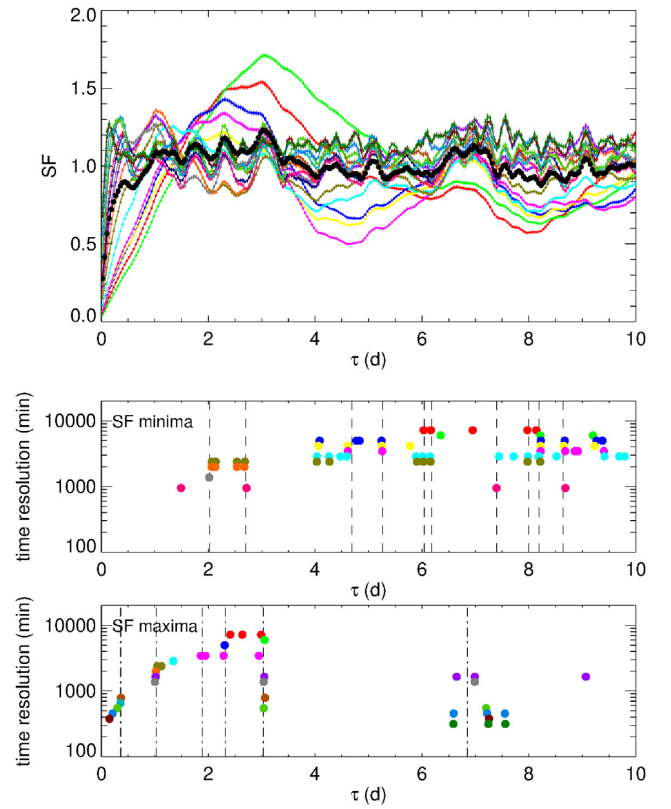 2.0
1.5
1.0
0.5
0.0
SF
0 2 4 6 8 10
τ (d)
10000
1000
100
time resolution (min)
SF minima
0 2 4 6 8 10
τ (d)
10000
1000
100
time resolution (min)
SF maxima
0 2 4 6 8 10
τ (d)